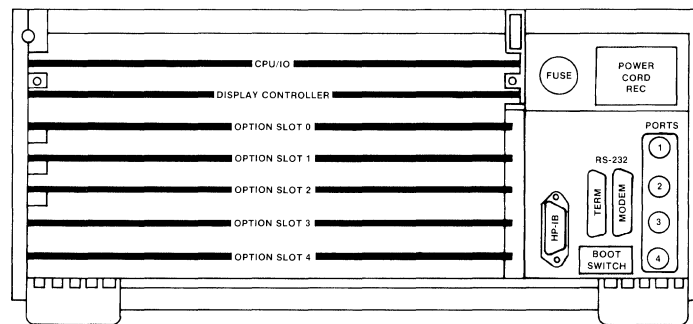 CPU/IO
DISPLAY CONTROLLER
OPTION SLOT 0
OPTION SLOT 1
OPTION SLOT 2
OPTION SLOT 3
OPTION SLOT 4
FUSE
POWER
CORD
REC
PORTS
RS-232
1
2
3
4
HP-IB
TERM
MODEM
BOOT
SWITCH